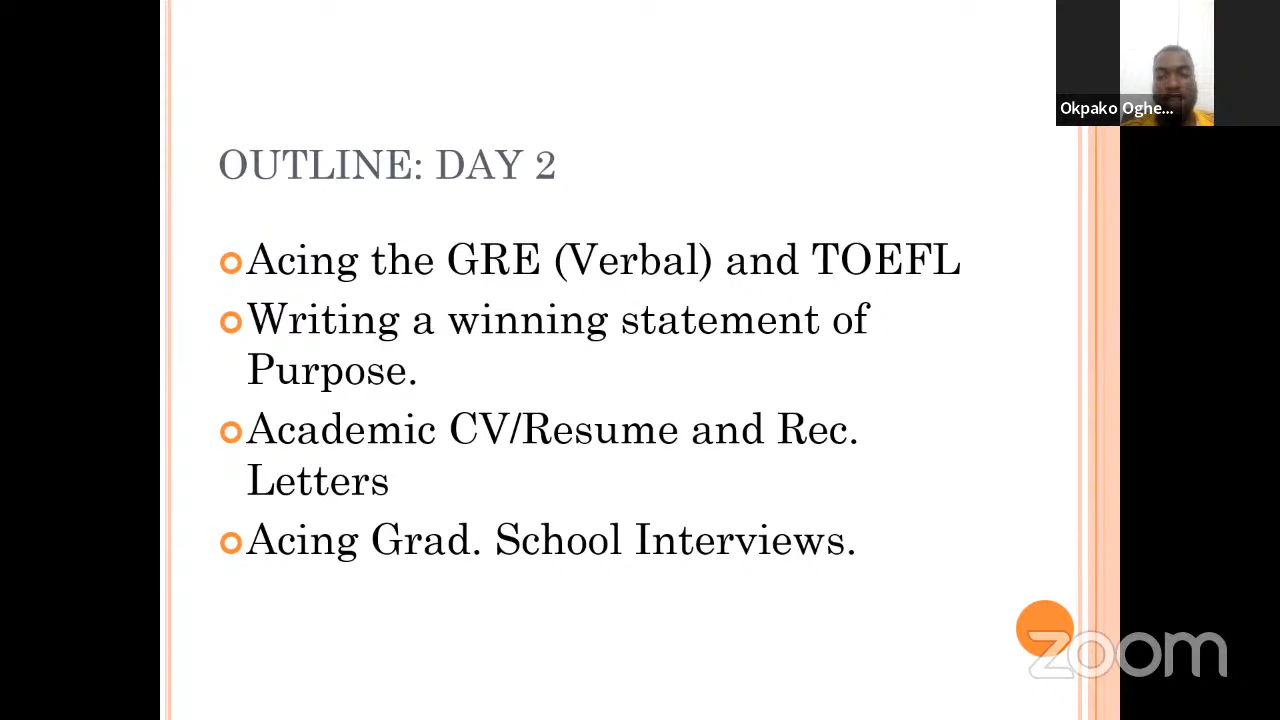 Okpako Oghe...
OUTLINE: DAY 2
Acing the GRE (Verbal) and TOEFL
Writing a winning statement of
Purpose.
Academic CV/Resume and Rec.
Letters
Acing Grad. School Interviews.
zoom